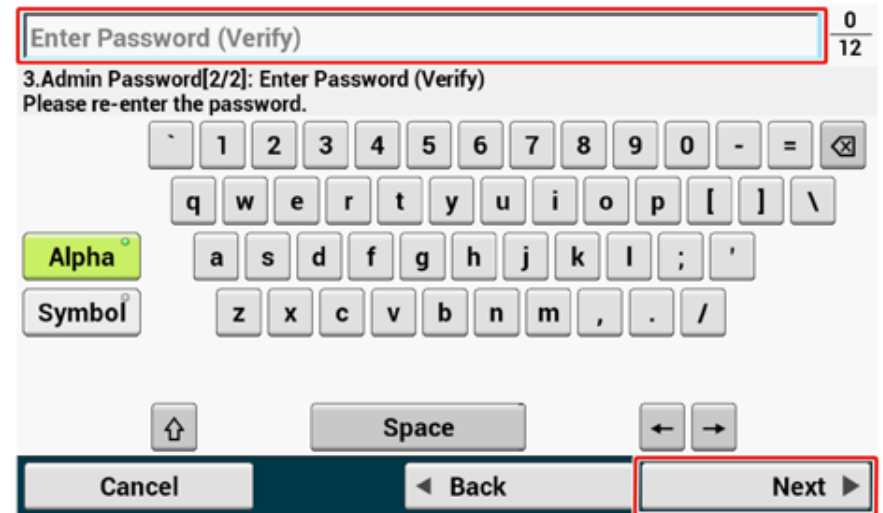 Enter Password (Verify)
0
12
3.Admin Password[2/2]: Enter Password (Verify)
Please re-enter the password.
` 1 2 3 4 5 6 7 8 9 0 - =
q w e r t y u i o p [ ] \
Alpha a s d f g h j k l ; '
Symbol z x c v b n m , . /
Space ← →
Cancel ◀ Back Next ▶